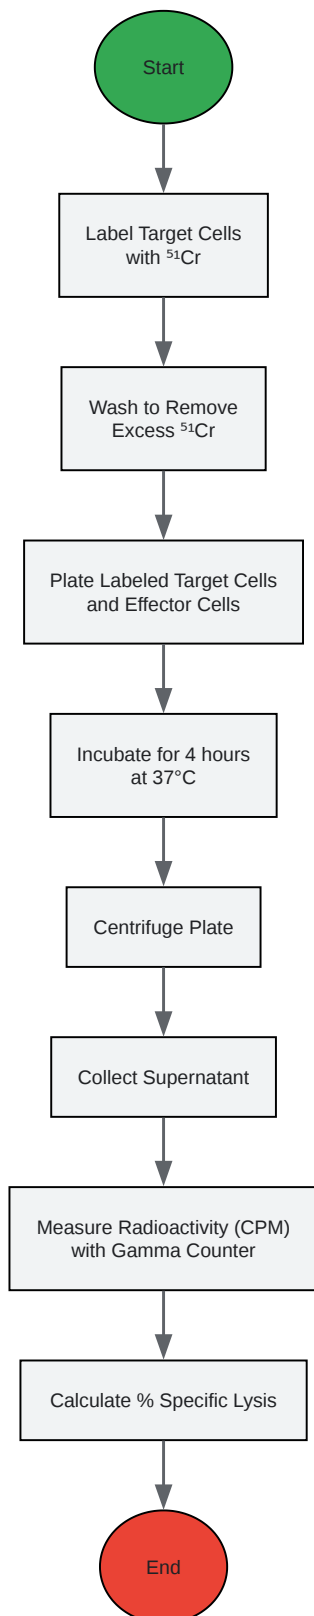 Start
Label Target Cells
with ⁵¹Cr
Wash to Remove
Excess ⁵¹Cr
Plate Labeled Target Cells
and Effector Cells
Incubate for 4 hours
at 37°C
Centrifuge Plate
Collect Supernatant
Measure Radioactivity (CPM)
with Gamma Counter
Calculate % Specific Lysis
End